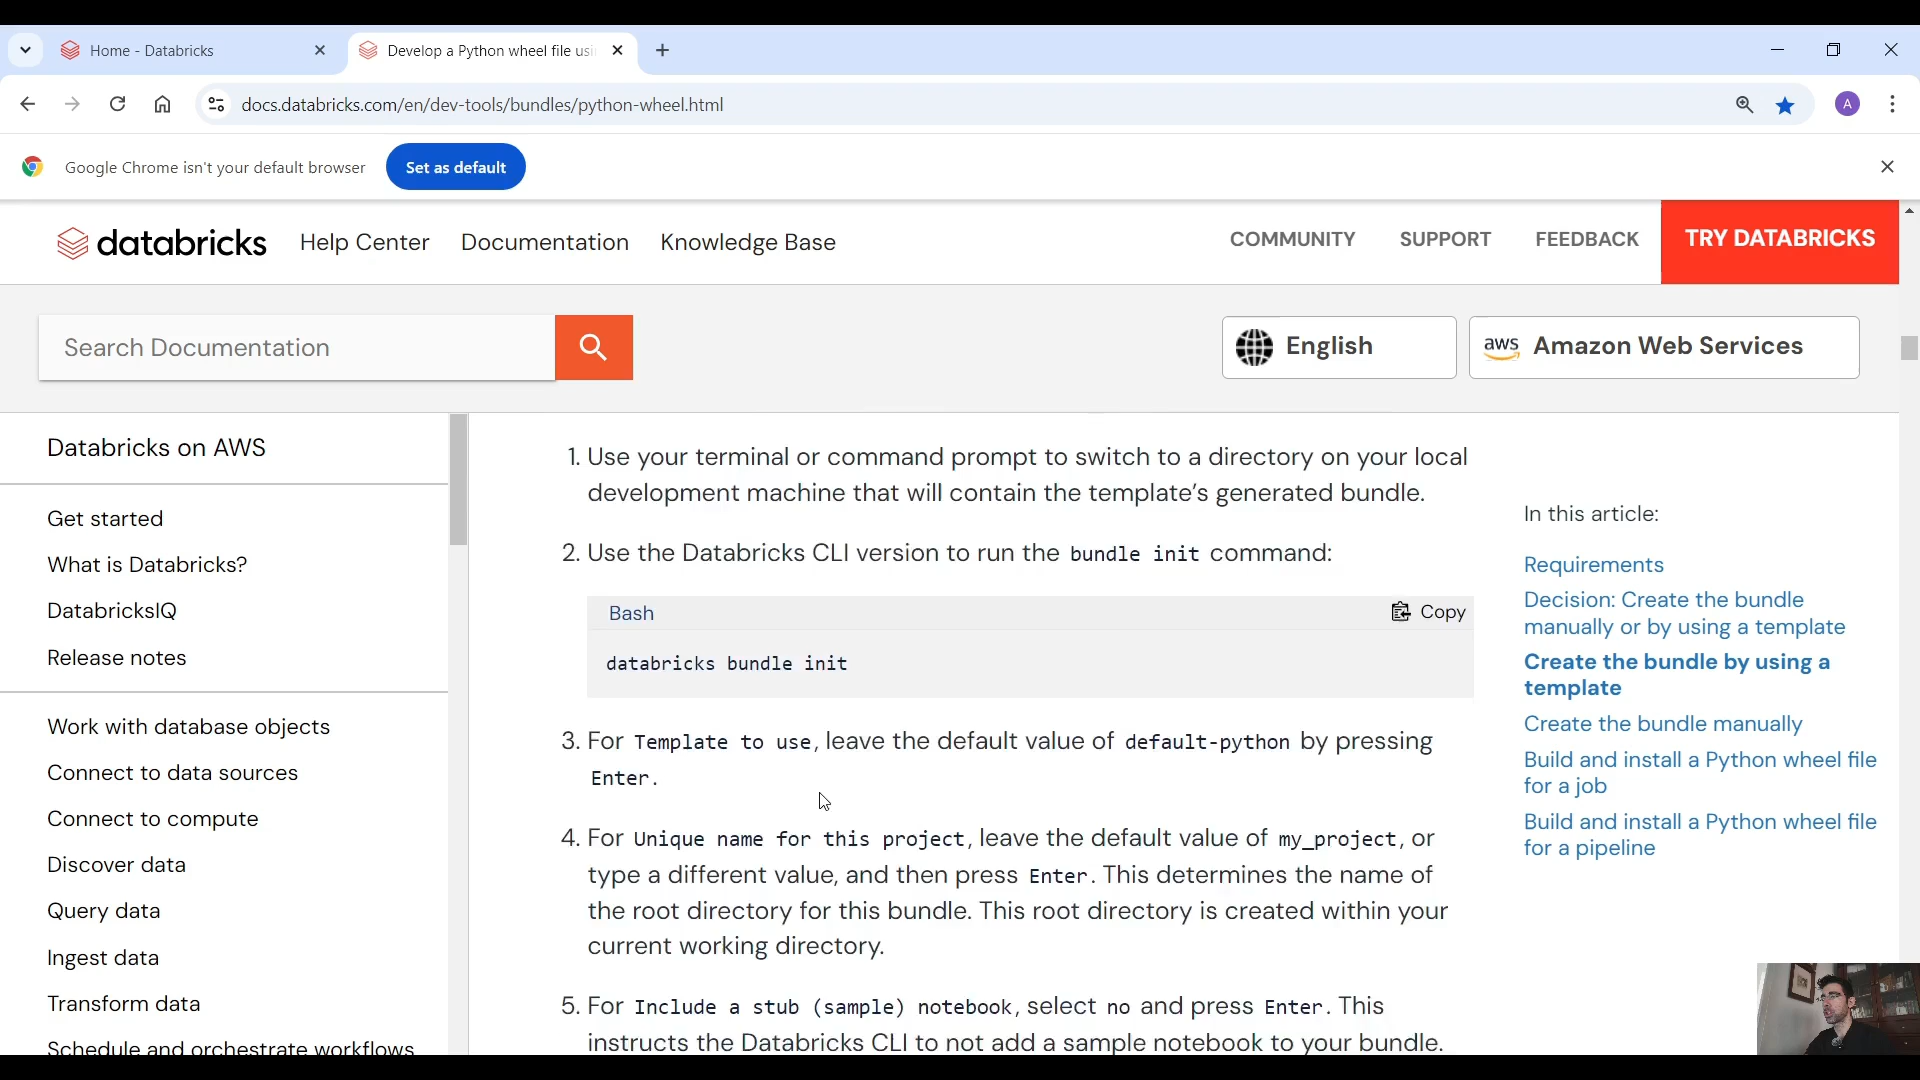 Home - Databricks
Develop a Python wheel file usi
docs.databricks.com/en/dev-tools/bundles/python-wheel.html
A
Google Chrome isn't your default browser
Set as default
databricks
Help Center
Documentation
Knowledge Base
COMMUNITY
SUPPORT
FEEDBACK
TRY DATABRICKS
Search Documentation
English
aws Amazon Web Services
Databricks on AWS
Get started
What is Databricks?
DatabricksIQ
Release notes
Work with database objects
Connect to data sources
Connect to compute
Discover data
Query data
Ingest data
Transform data
Schedule and orchestrate workflows
1. Use your terminal or command prompt to switch to a directory on your local
development machine that will contain the template’s generated bundle.
2. Use the Databricks CLI version to run the bundle init command:
Bash
Copy
databricks bundle init
3. For Template to use, leave the default value of default-python by pressing
Enter.
4. For Unique name for this project, leave the default value of my_project, or
type a different value, and then press Enter. This determines the name of
the root directory for this bundle. This root directory is created within your
current working directory.
5. For Include a stub (sample) notebook, select no and press Enter. This
instructs the Databricks CLI to not add a sample notebook to your bundle.
In this article:
Requirements
Decision: Create the bundle
manually or by using a template
Create the bundle by using a
template
Create the bundle manually
Build and install a Python wheel file
for a job
Build and install a Python wheel file
for a pipeline